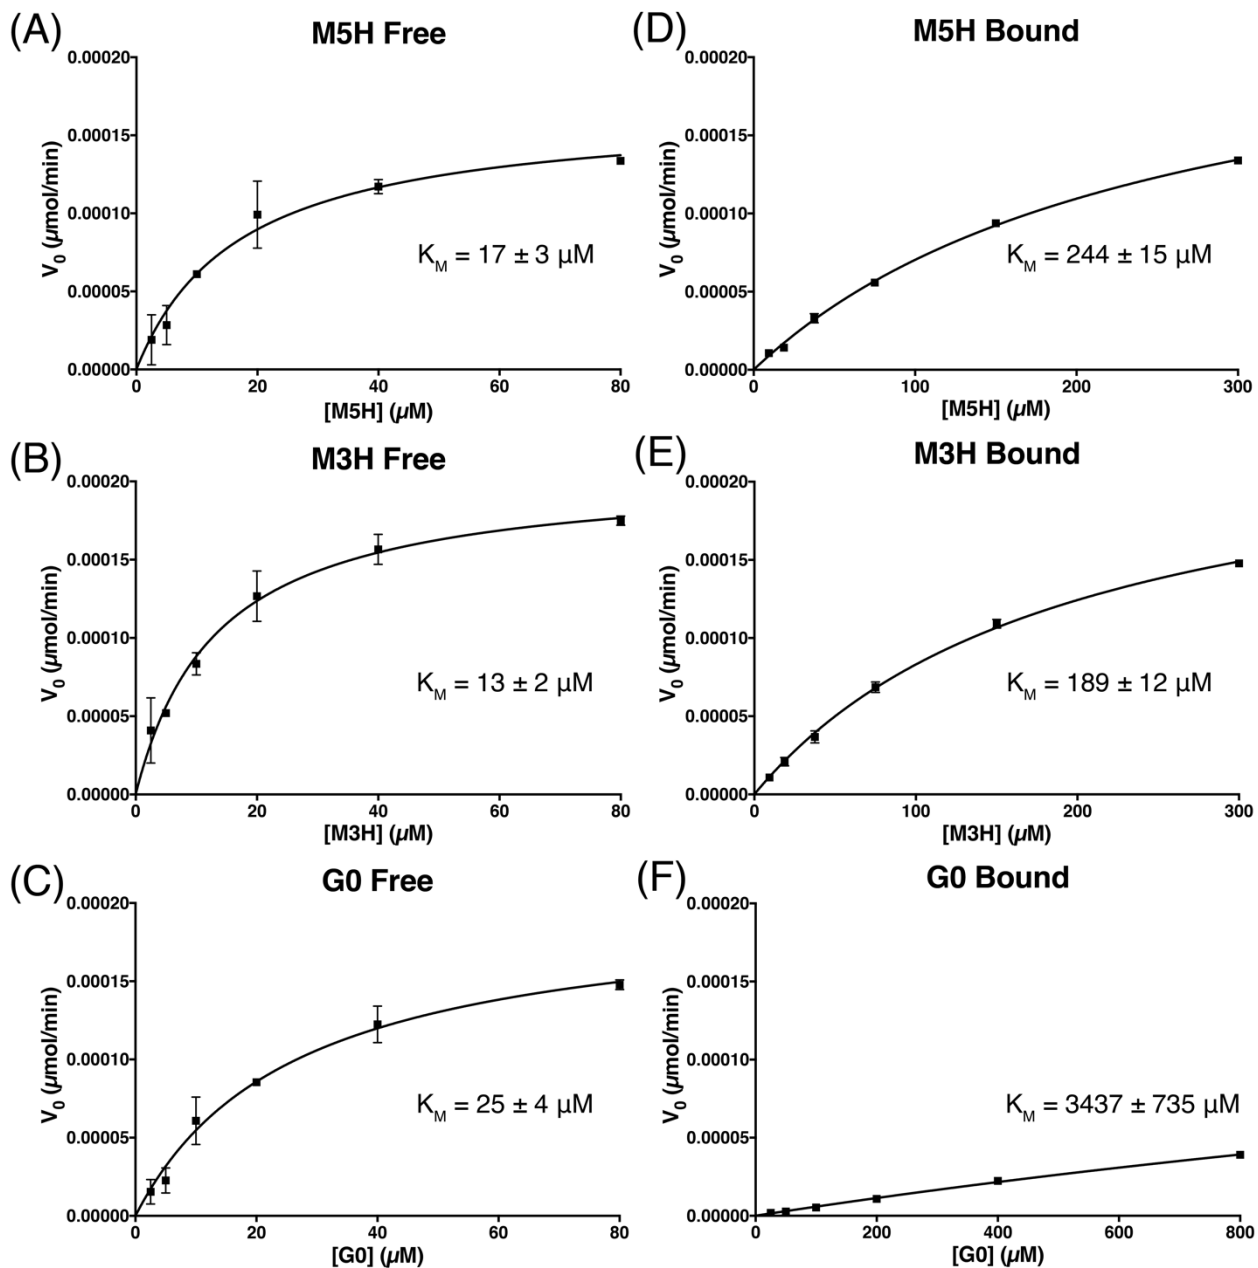 (A)
M5H Free
0.00020
0.00015
0.00010
0.00005
0.00000
V0 (µmol/min)
KM = 17 ± 3 µM
0 20 40 60 80
[M5H] (µM)
(D)
M5H Bound
0.00020
0.00015
0.00010
0.00005
0.00000
V0 (µmol/min)
KM = 244 ± 15 µM
0 100 200 300
[M5H] (µM)
(B)
M3H Free
0.00020
0.00015
0.00010
0.00005
0.00000
V0 (µmol/min)
KM = 13 ± 2 µM
0 20 40 60 80
[M3H] (µM)
(E)
M3H Bound
0.00020
0.00015
0.00010
0.00005
0.00000
V0 (µmol/min)
KM = 189 ± 12 µM
0 100 200 300
[M3H] (µM)
(C)
G0 Free
0.00020
0.00015
0.00010
0.00005
0.00000
V0 (µmol/min)
KM = 25 ± 4 µM
0 20 40 60 80
[G0] (µM)
(F)
G0 Bound
0.00020
0.00015
0.00010
0.00005
0.00000
V0 (µmol/min)
KM = 3437 ± 735 µM
0 200 400 600 800
[G0] (µM)